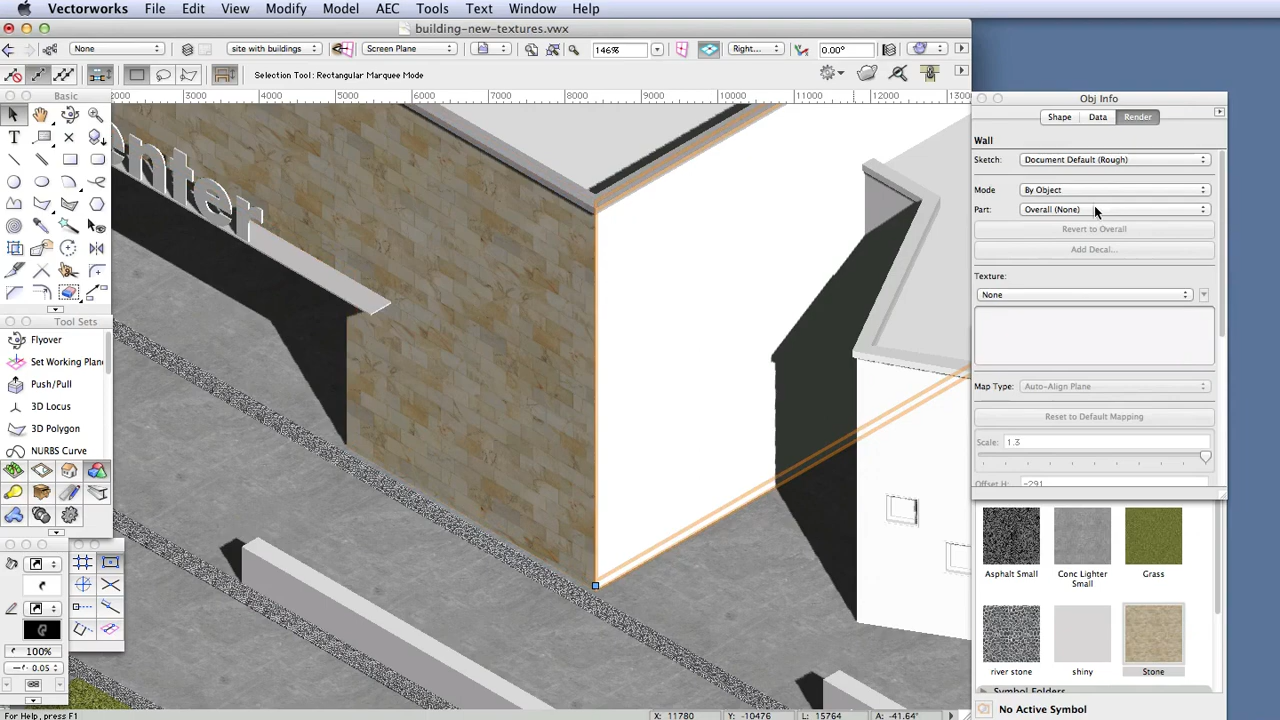 Vectorworks File Edit View Modify Model AEC Tools Text Window Help
building-new-textures.vwx
None site with buildings Screen Plane 146% Right... 0.00°
Selection Tool: Rectangular Marquee Mode
Basic
2000 3000 4000 5000 6000 7000 8000 9000 10000 11000 12000 1300
enter
Tool Sets
Flyover
Set Working Plane
Push/Pull
3D Locus
3D Polygon
NURBS Curve
100%
0.05
Obj Info
Shape Data Render
Wall
Sketch: Document Default (Rough)
Mode By Object
Part: Overall (None)
Revert to Overall
Add Decal...
Texture:
None
Map Type: Auto-Align Plane
Reset to Default Mapping
Scale: 1.3
Offset H: -291
Asphalt Small Conc Lighter Small Grass
river stone shiny Stone
Symbol Folders
No Active Symbol
For Help, press F1 X: 11780 Y: -10476 L: 15764 A: -41.64°